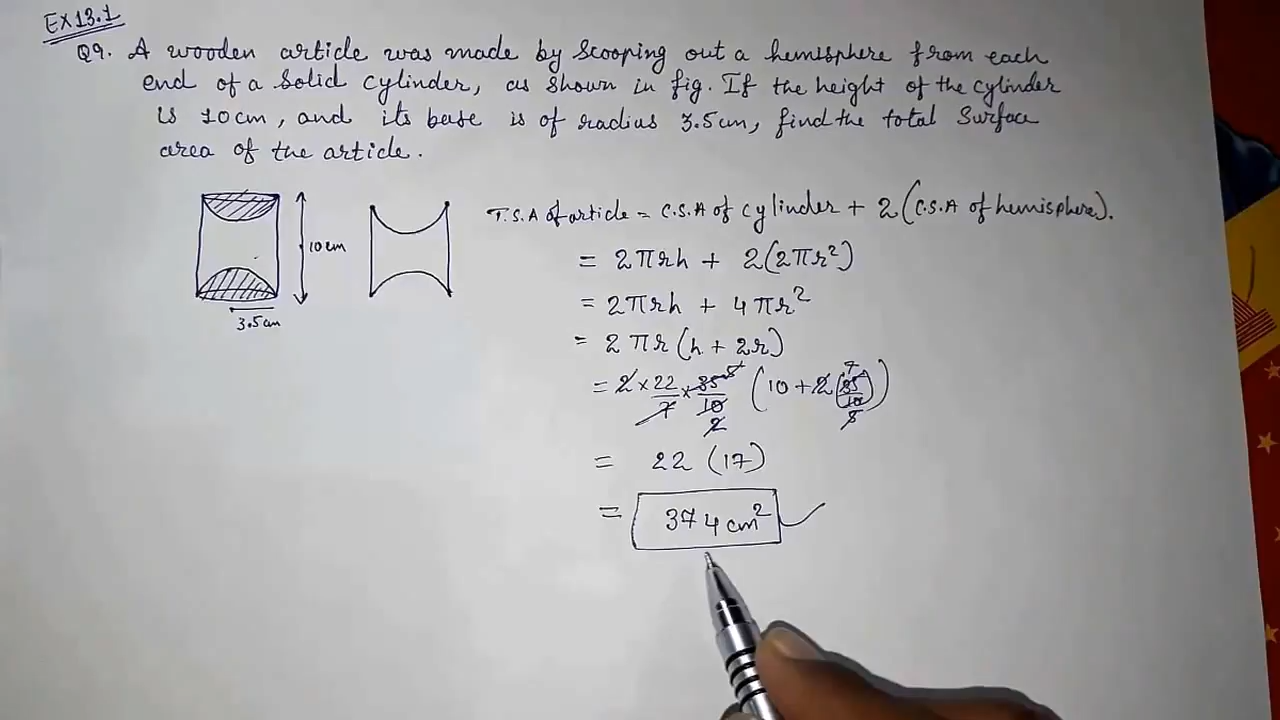 EX13.1
Q9. A wooden article was made by scooping out a hemisphere from each
end of a solid cylinder, as shown in fig. If the height of the cylinder
is 10cm, and its base is of radius 3.5cm, find the total surface
area of the article.
10cm
3.5cm
T.S.A of article = C.S.A of cylinder + 2(C.S.A of hemisphere).
= 2πrh + 2(2πr²)
= 2πrh + 4πr²
= 2πr(h + 2r)
= 2 × 22/7 × 35/10 (10 + 2(35/10))
= 22 (17)
= 374 cm²